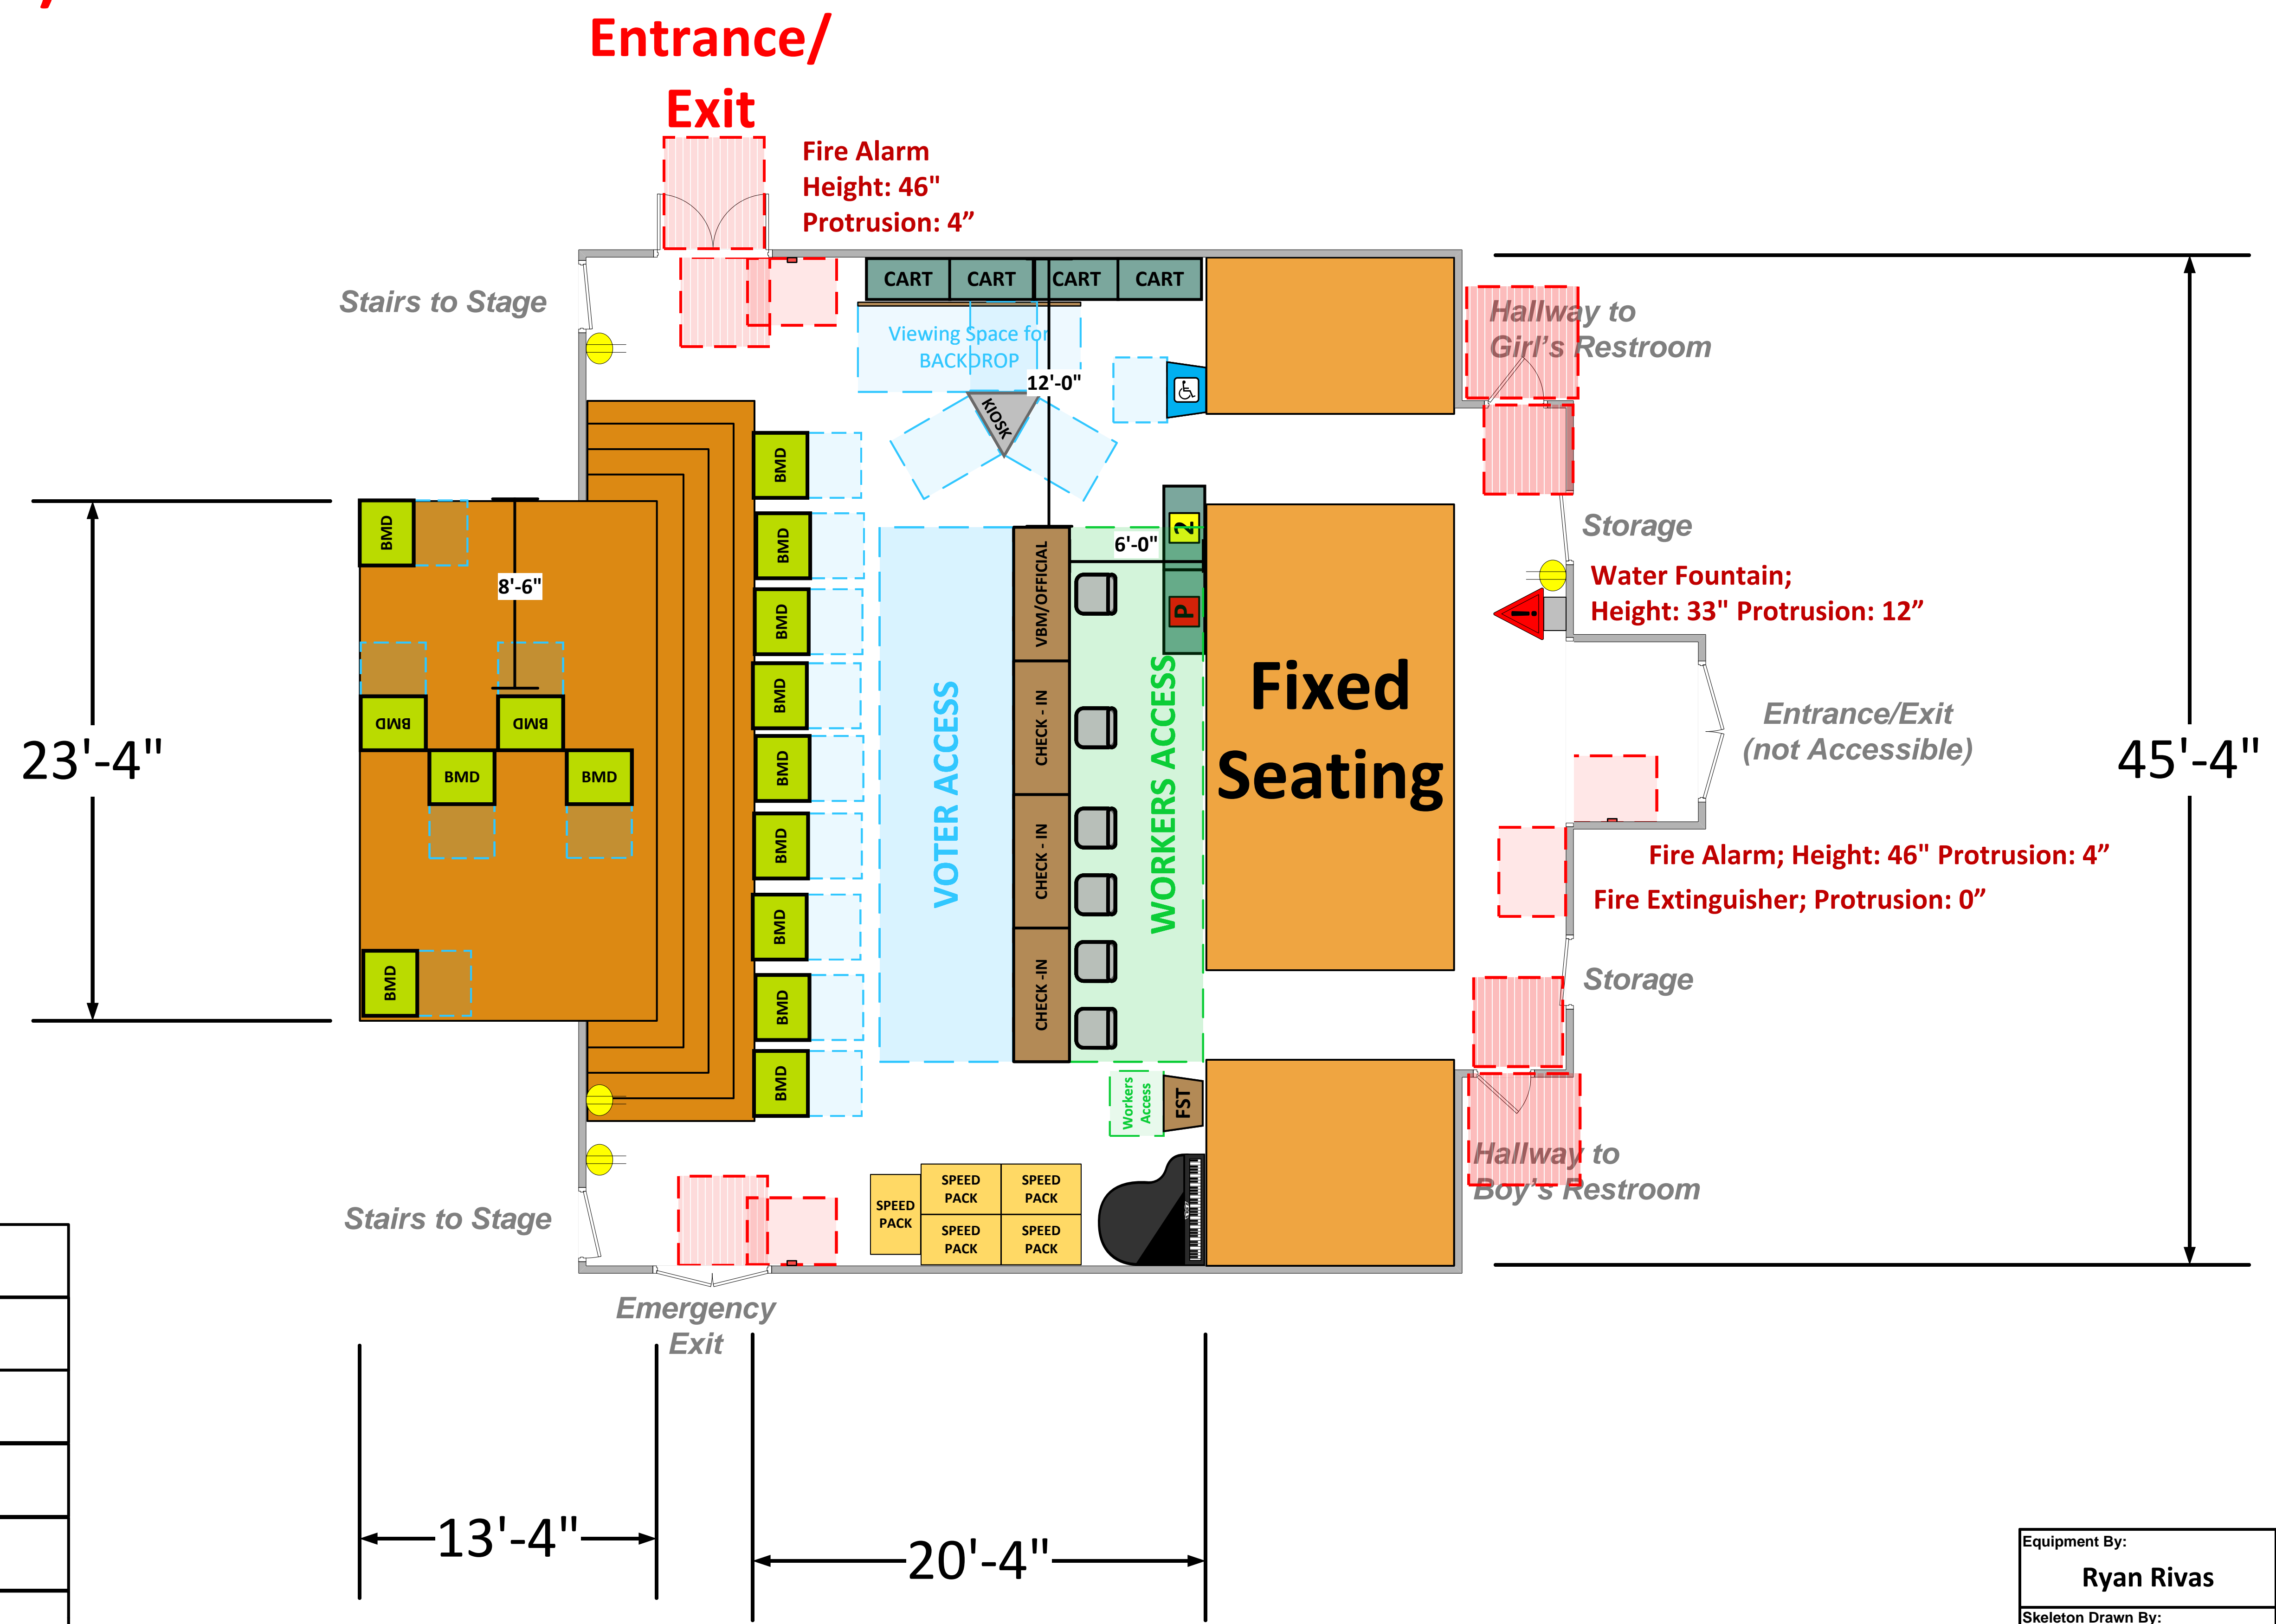 Entrance/
Exit
Fire Alarm
Height: 46"
Protrusion: 4”
Stairs to Stage
CART
CART
CART
CART
Viewing Space for
BACKDROP
12'-0"
KIOSK
Hallway to
Girl's Restroom
BMD
BMD
BMD
BMD
BMD
BMD
BMD
BMD
BMD
BMD
8'-6"
BMD
BMD
BMD
BMD
BMD
23'-4"
VOTER ACCESS
VBM/OFFICIAL
CHECK - IN
CHECK - IN
CHECK -IN
6'-0"
2
P
WORKERS ACCESS
Fixed
Seating
Storage
Water Fountain;
Height: 33" Protrusion: 12”
!
Entrance/Exit
(not Accessible)
45'-4"
Fire Alarm; Height: 46" Protrusion: 4”
Fire Extinguisher; Protrusion: 0”
Storage
Workers
Access
FST
Hallway to
Boy's Restroom
Stairs to Stage
SPEED
PACK
SPEED
PACK
SPEED
PACK
SPEED
PACK
SPEED
PACK
Emergency
Exit
13'-4"
20'-4"
Equipment By:
Ryan Rivas
Skeleton Drawn By: